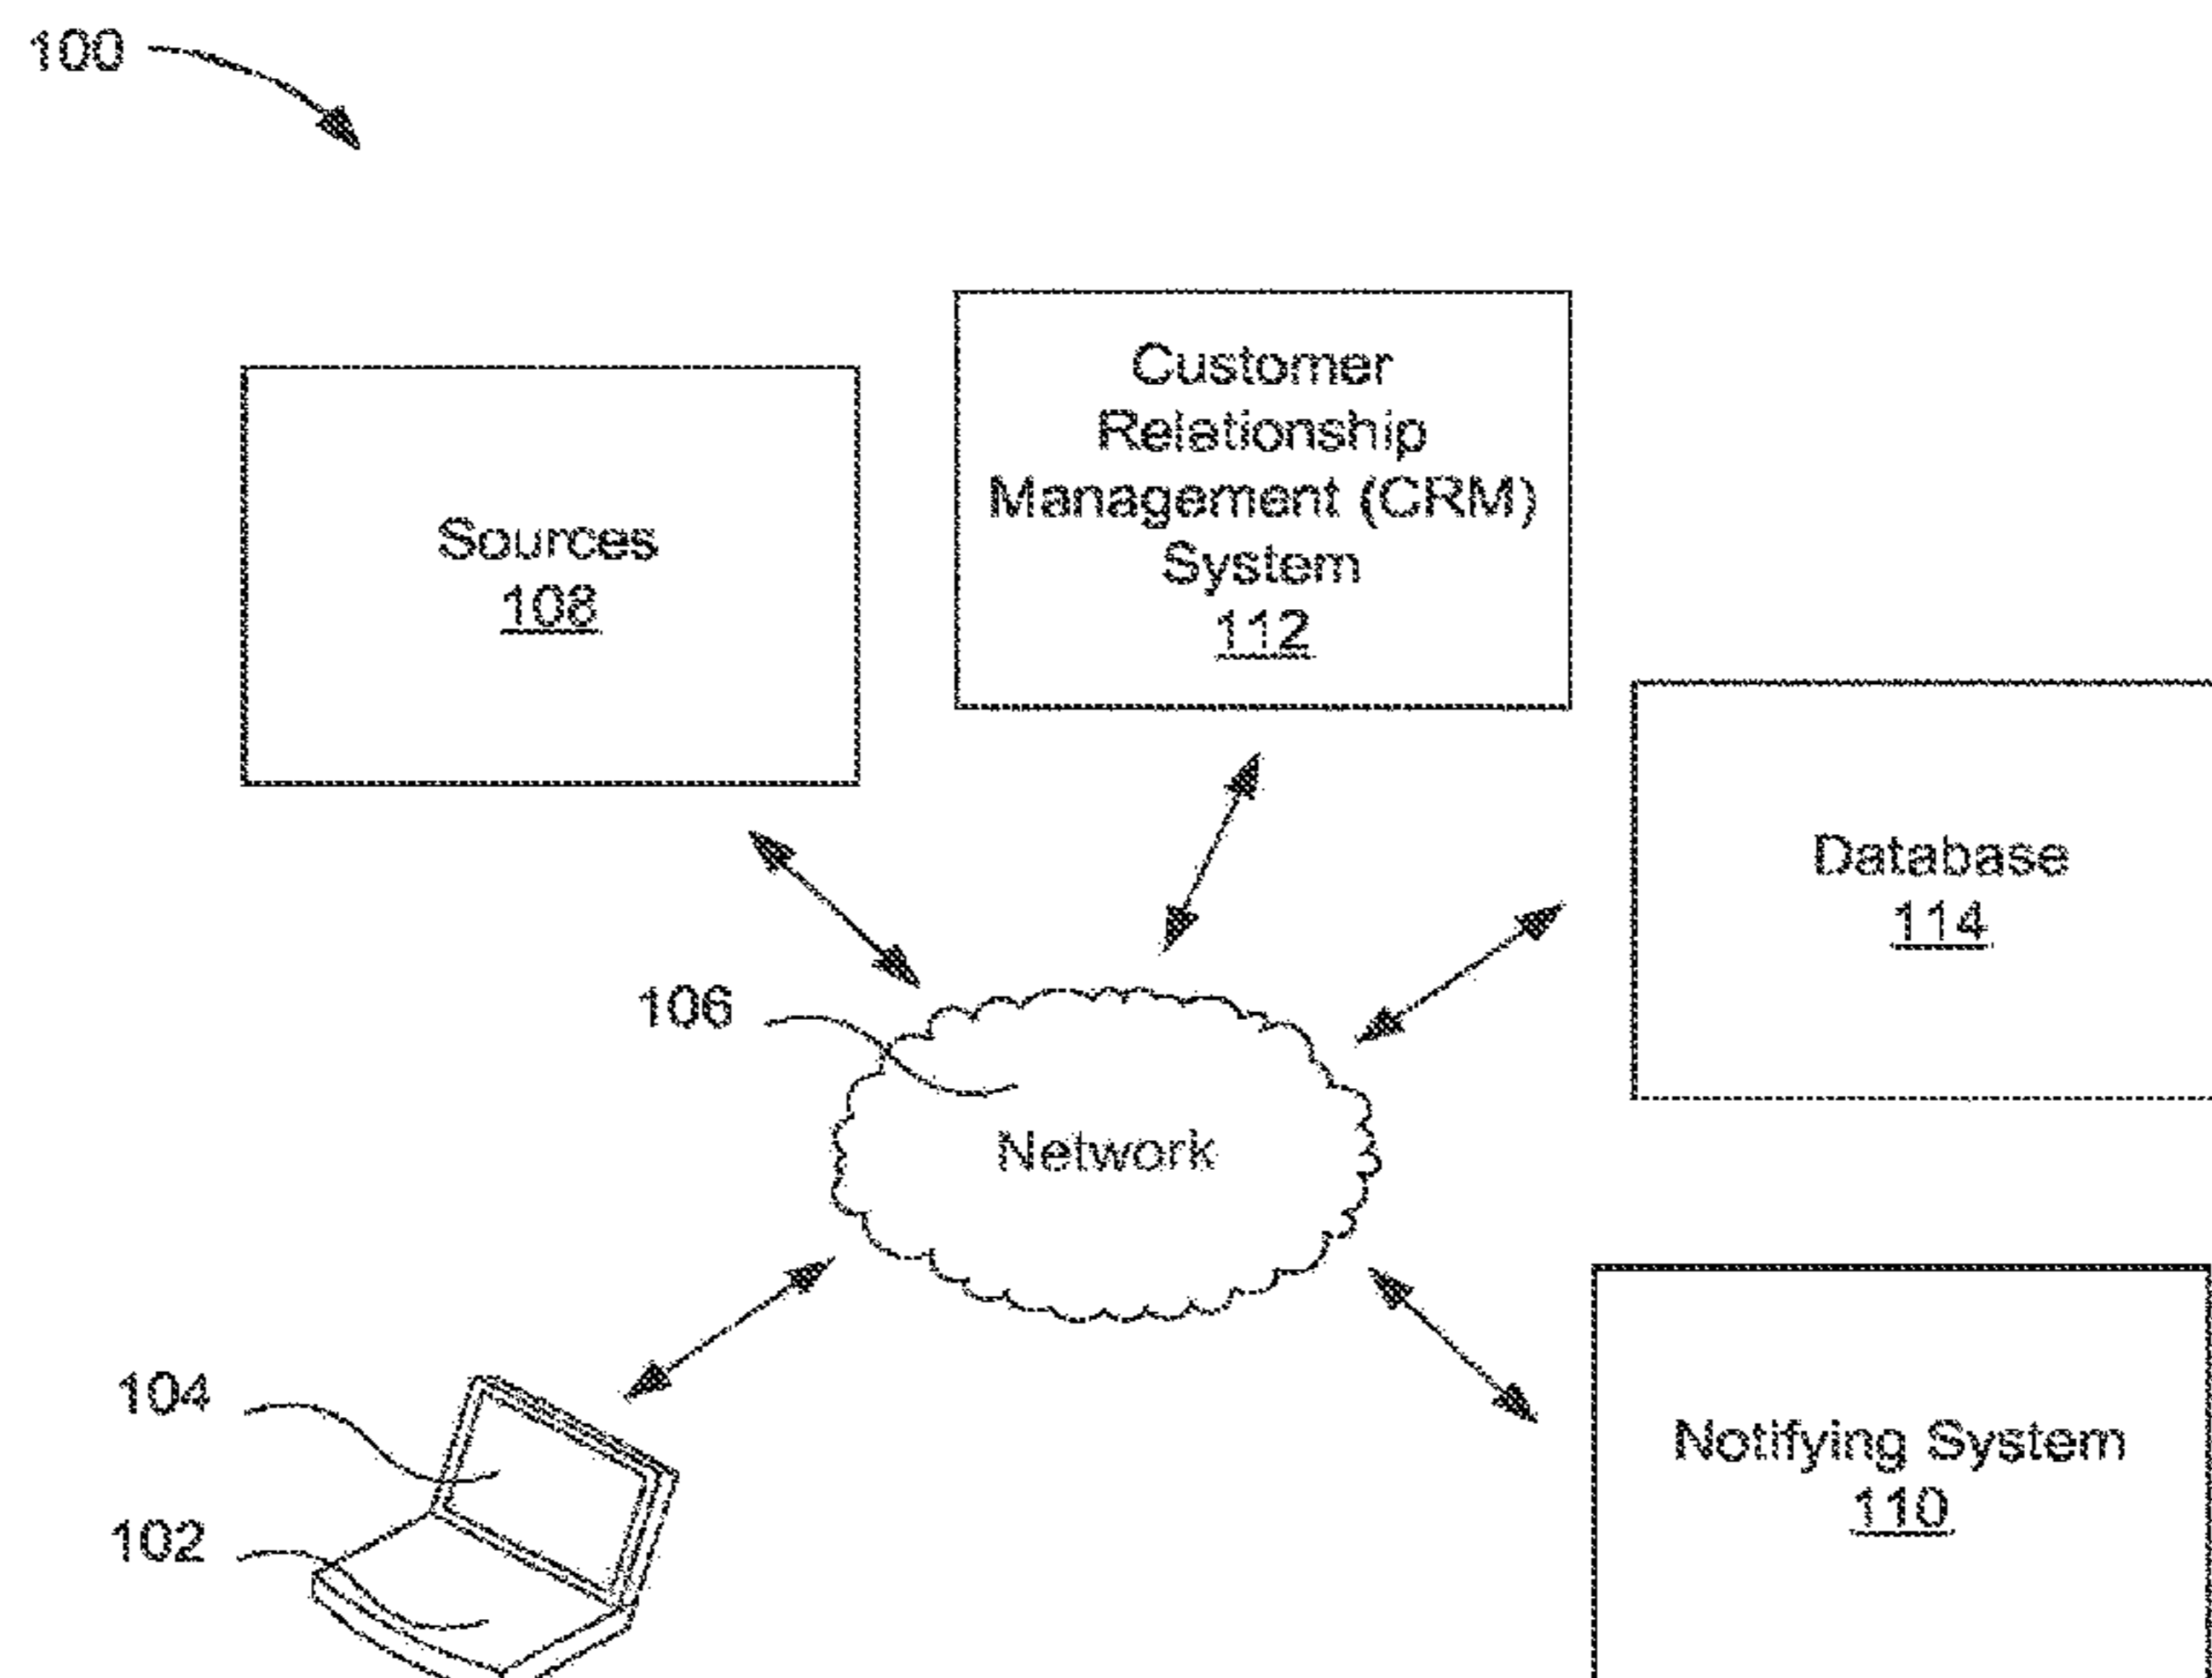 100
Customer
Relationship
Management (CRM)
System
112
Sources
108
Database
114
106
Network
104
102
Notifying System
110